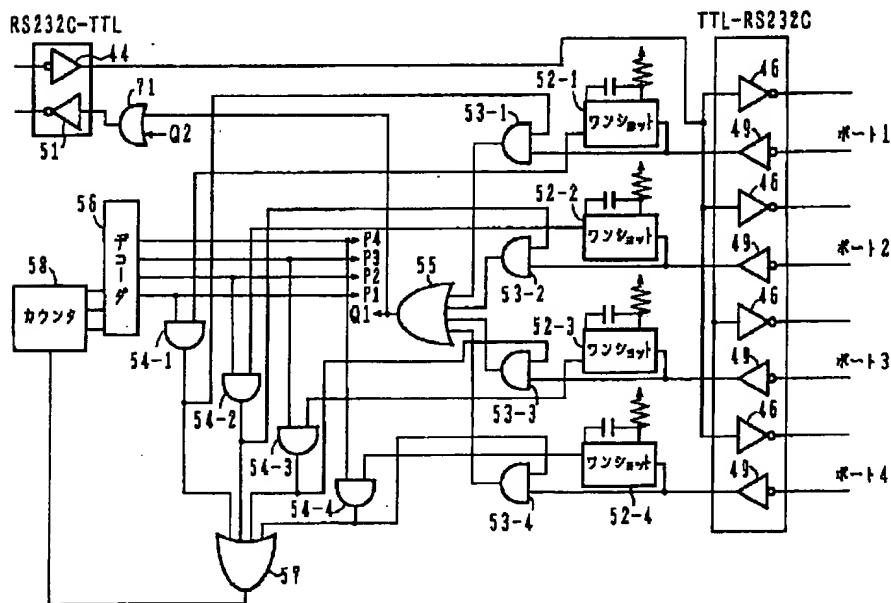 RS232C-TTL
TTL-RS232C
44
51
71
Q2
52-1
ワンショット
53-1
46
49
ポート1
52-2
ワンショット
53-2
46
49
ポート2
56
デコーダ
58
カウンタ
P4
P3
P2
P1
Q1
55
52-3
ワンショット
53-3
46
49
ポート3
54-1
54-2
54-3
54-4
ワンショット
52-4
53-4
46
49
ポート4
57